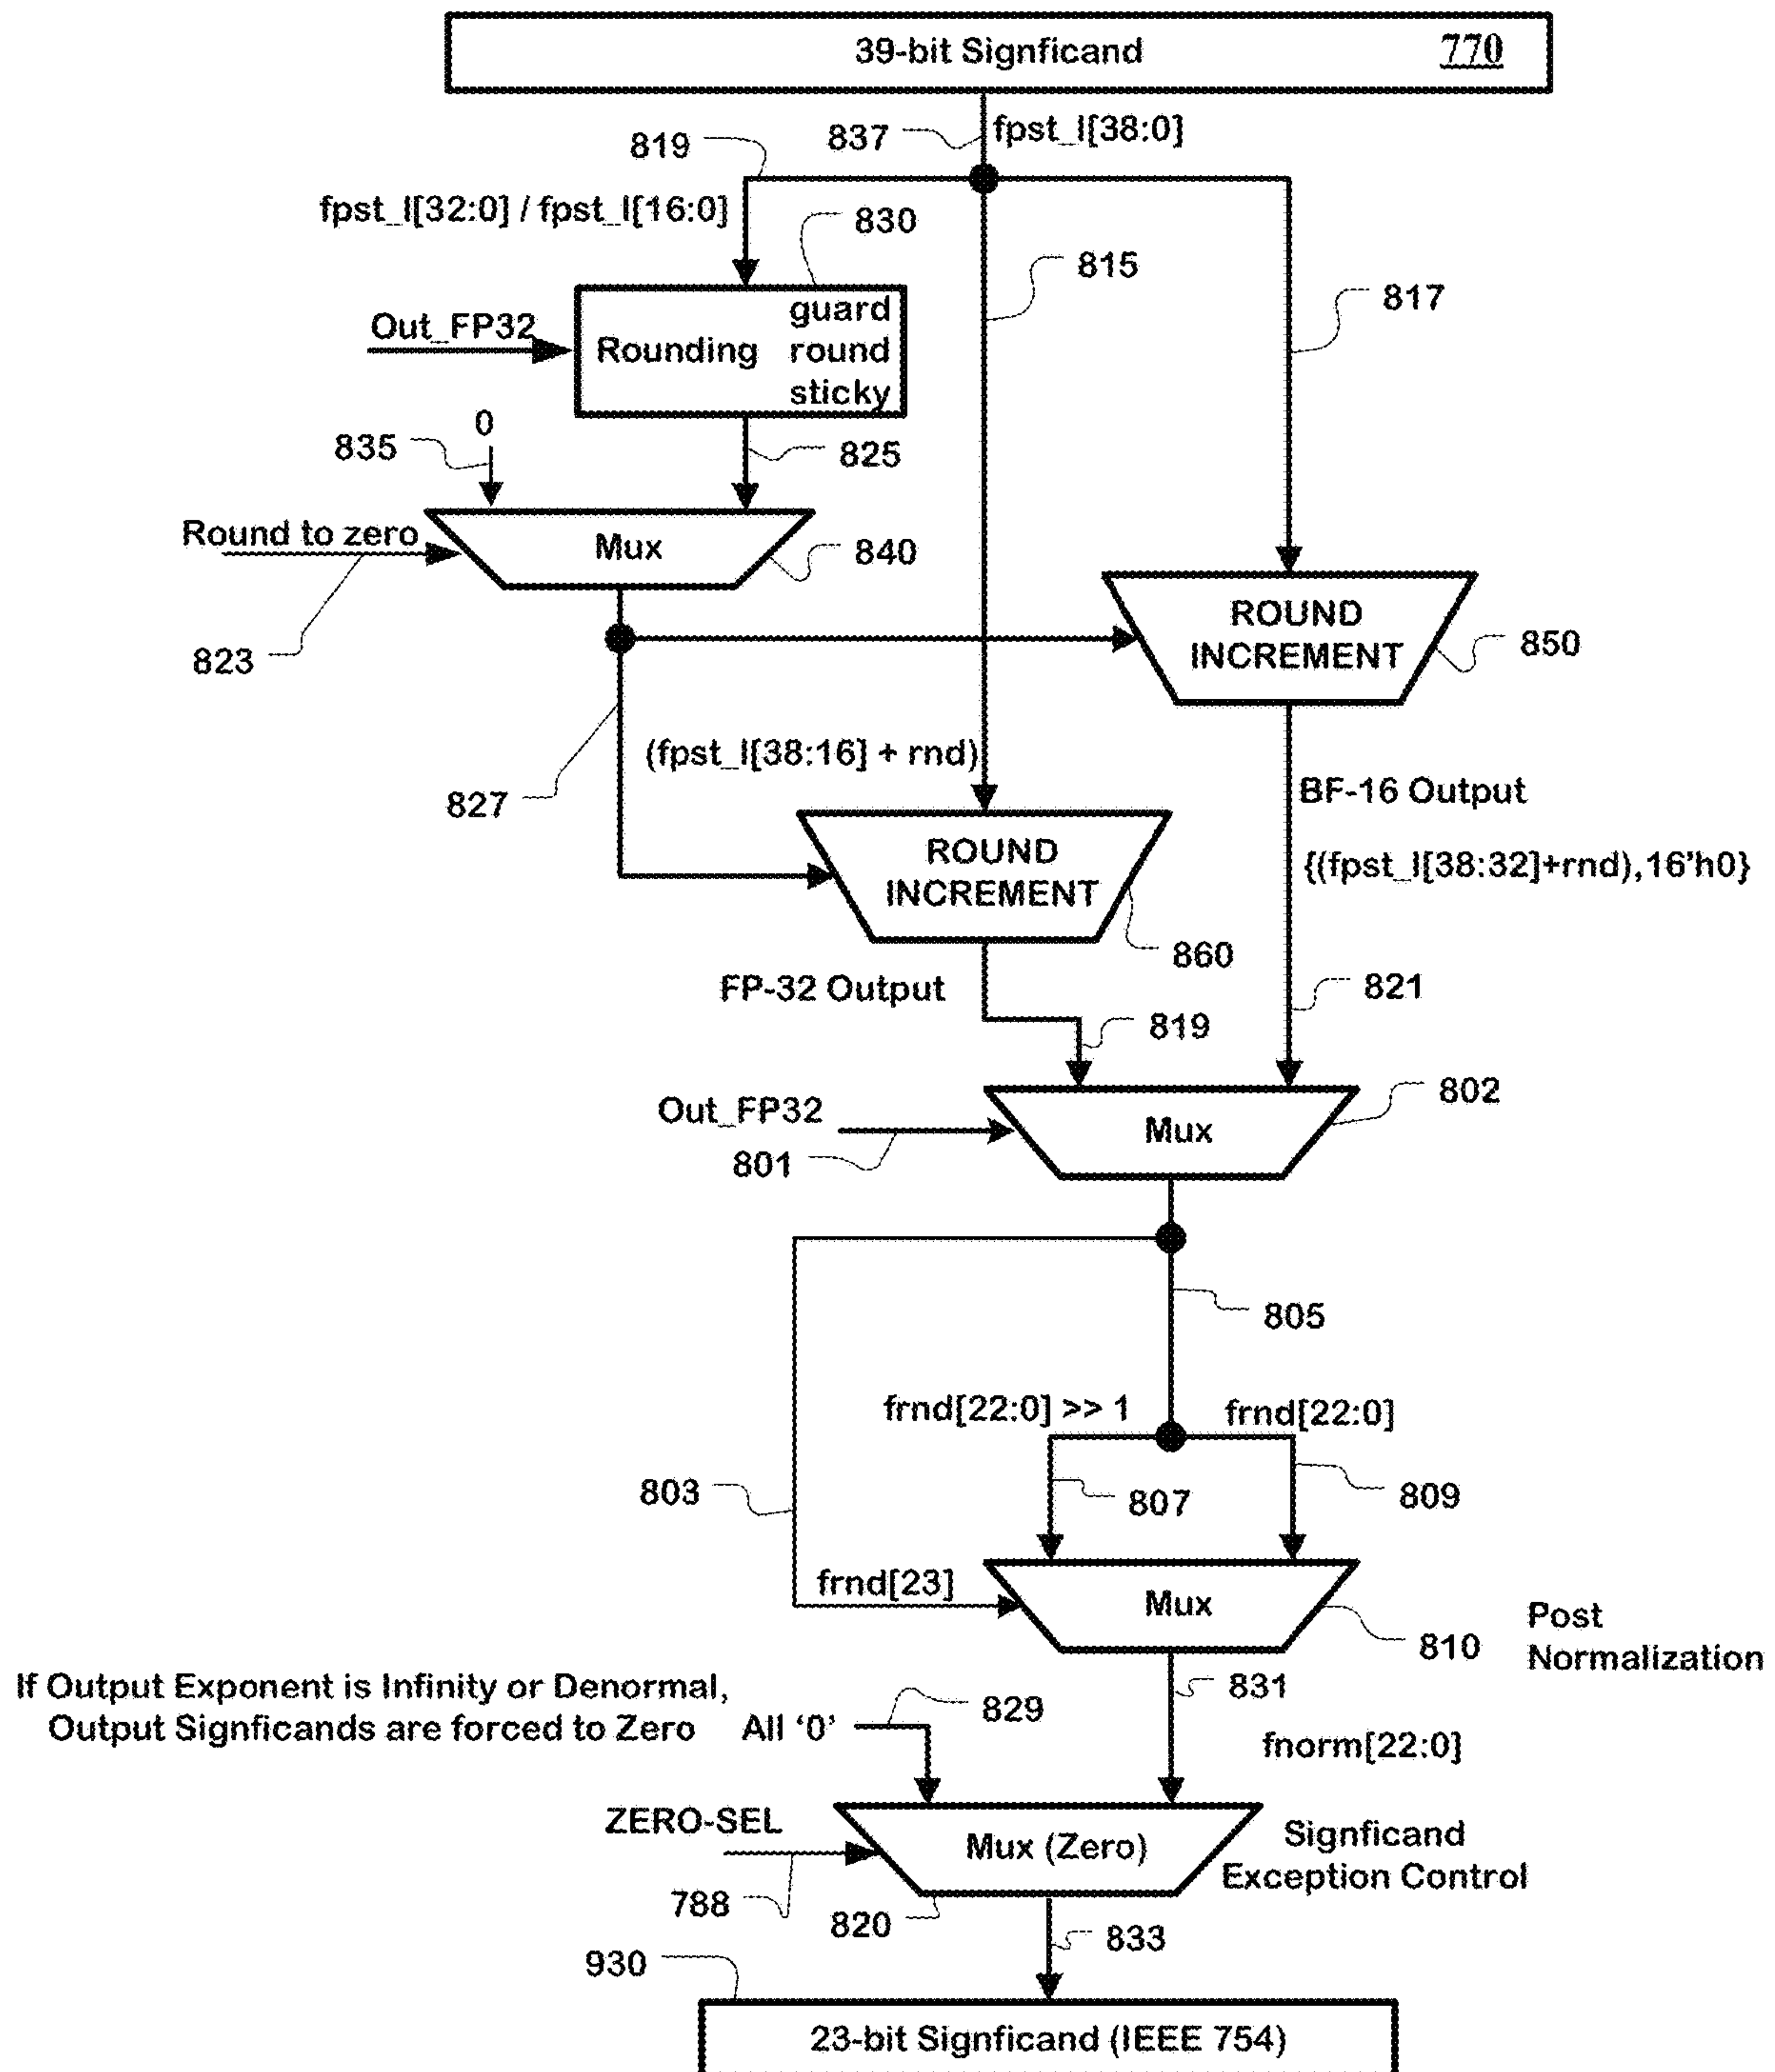 39-bit Signficand 770
837 fpst_l[38:0]
819
fpst_l[32:0] / fpst_l[16:0]
830
815
817
Out_FP32
Rounding
guard
round
sticky
0
835
825
Round to zero
Mux
840
823
ROUND
INCREMENT
850
(fpst_l[38:16] + rnd)
827
BF-16 Output
{(fpst_l[38:32]+rnd),16'h0}
ROUND
INCREMENT
860
FP-32 Output
821
819
Out_FP32
801
Mux
802
805
frnd[22:0] >> 1
frnd[22:0]
803
807
809
frnd[23]
Mux
810
Post
Normalization
831
If Output Exponent is Infinity or Denormal,
Output Signficands are forced to Zero
All ‘0’
829
fnorm[22:0]
ZERO-SEL
788
Mux (Zero)
Signficand
Exception Control
820
833
930
23-bit Signficand (IEEE 754)